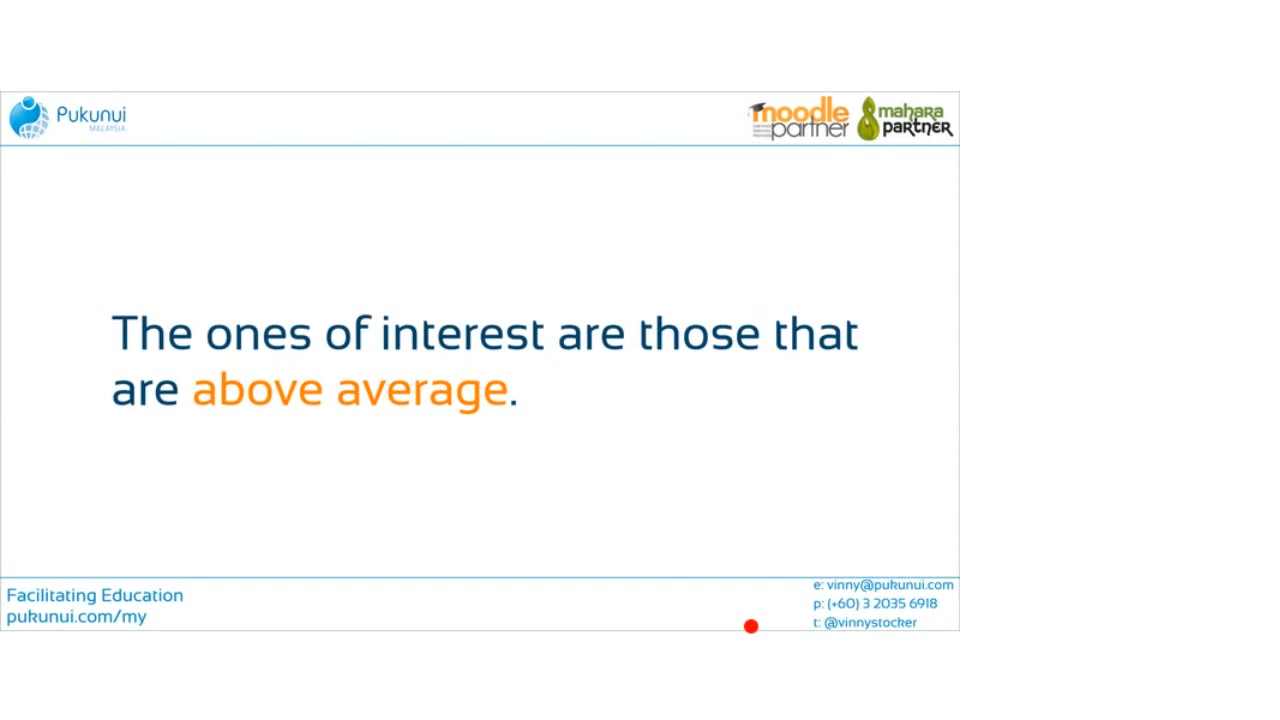 Pukunui
MALAYSIA
moodle
partner
mahara
partner
The ones of interest are those that
are above average.
Facilitating Education
pukunui.com/my
e: vinny@pukunui.com
p: (+60) 3 2035 6918
t: @vinnystocker